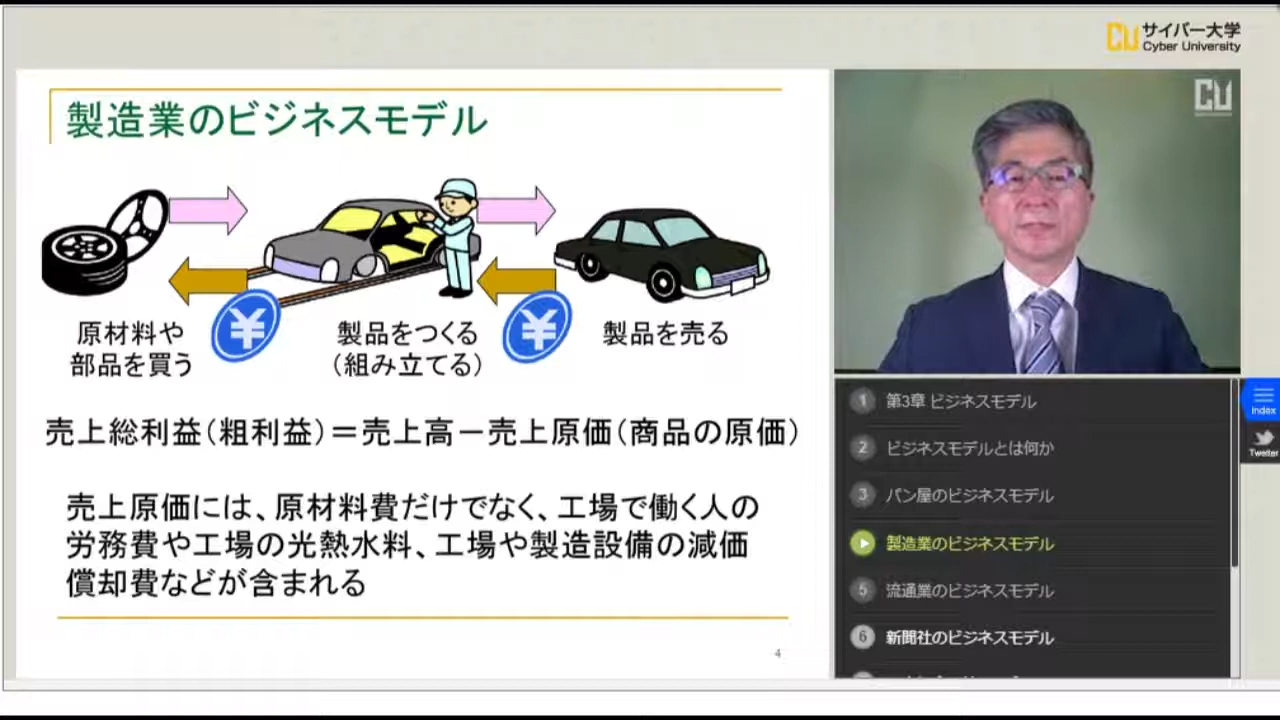 CU サイバー大学
Cyber University
製造業のビジネスモデル
原材料や
部品を買う
¥
製品をつくる
(組み立てる)
¥
製品を売る
売上総利益(粗利益)=売上高-売上原価(商品の原価)
売上原価には、原材料費だけでなく、工場で働く人の
労務費や工場の光熱水料、工場や製造設備の減価
償却費などが含まれる
4
CU
1 第3章 ビジネスモデル
2 ビジネスモデルとは何か
3 パン屋のビジネスモデル
製造業のビジネスモデル
5 流通業のビジネスモデル
6 新聞社のビジネスモデル
Index
Twetter